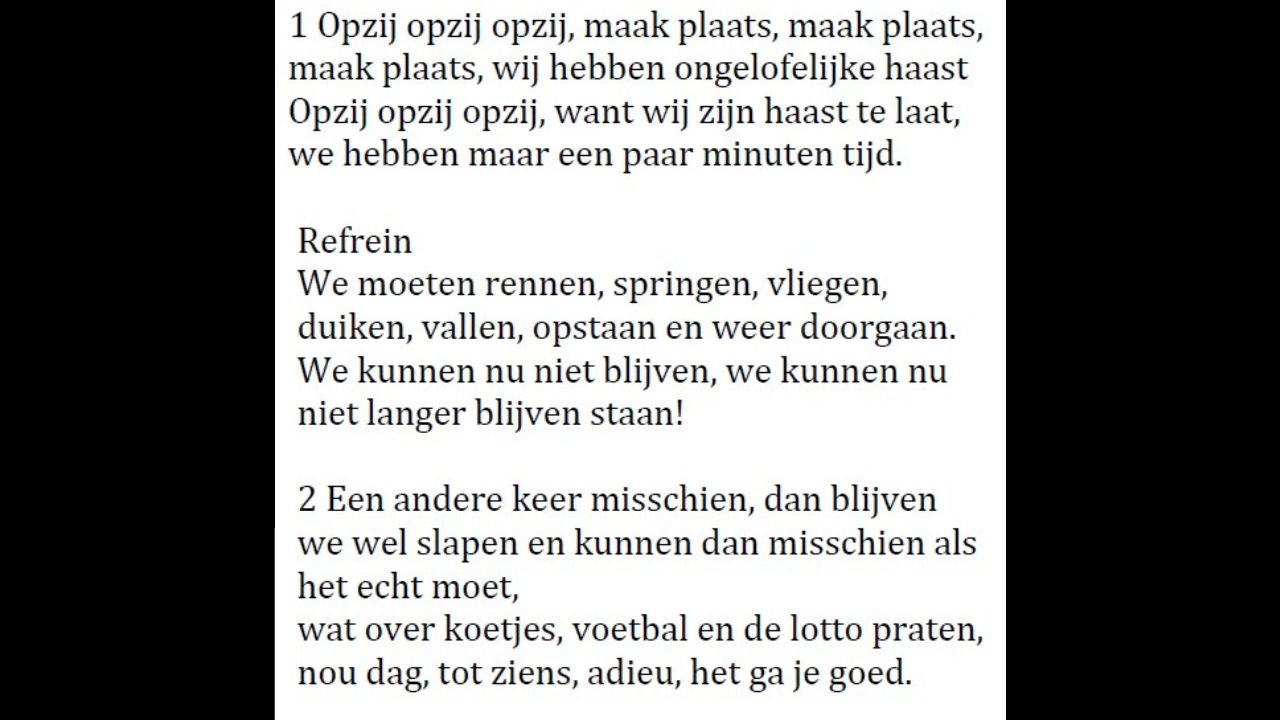 1 Opzij opzij opzij, maak plaats, maak plaats,
maak plaats, wij hebben ongelofelijke haast
Opzij opzij opzij, want wij zijn haast te laat,
we hebben maar een paar minuten tijd.
Refrein
We moeten rennen, springen, vliegen,
duiken, vallen, opstaan en weer doorgaan.
We kunnen nu niet blijven, we kunnen nu
niet langer blijven staan!
2 Een andere keer misschien, dan blijven
we wel slapen en kunnen dan misschien als
het echt moet,
wat over koetjes, voetbal en de lotto praten,
nou dag, tot ziens, adieu, het ga je goed.